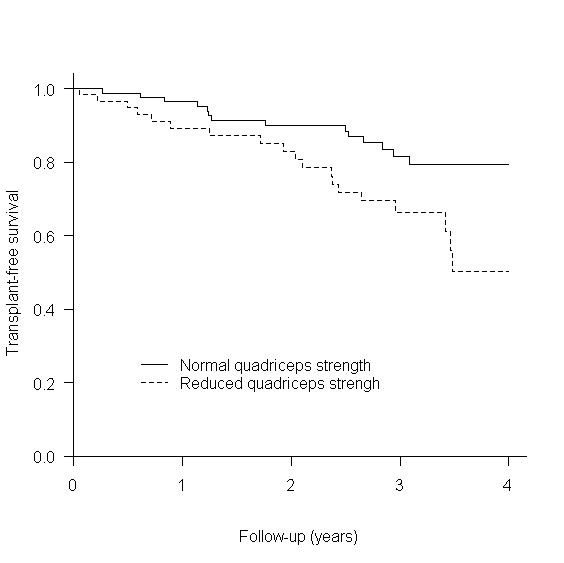 1.0
0.8
0.6
0.4
0.2
0.0
Transplant-free survival
Normal quadriceps strength
Reduced quadriceps strengh
0 1 2 3 4
Follow-up (years)